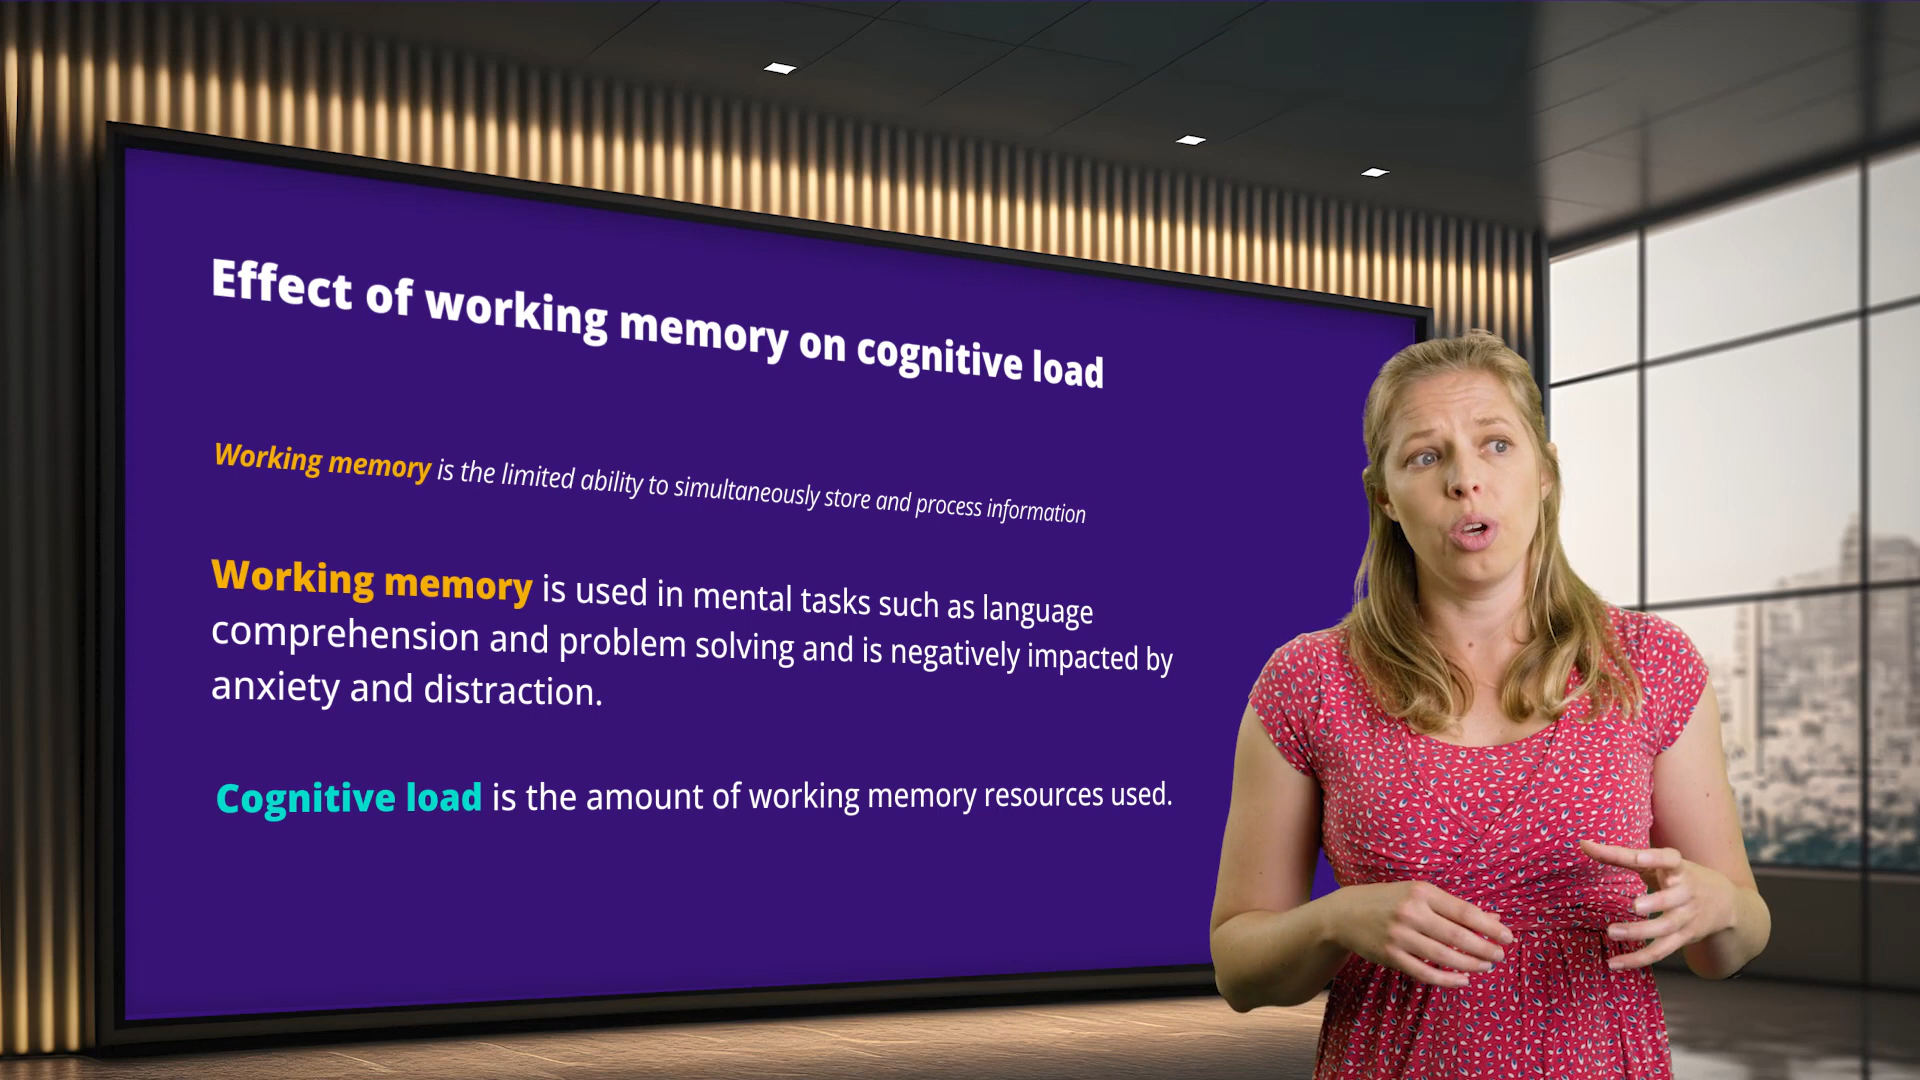 Effect of working memory on cognitive load
Working memory is the limited ability to simultaneously store and process information
Working memory is used in mental tasks such as language
comprehension and problem solving and is negatively impacted by
anxiety and distraction.
Cognitive load is the amount of working memory resources used.